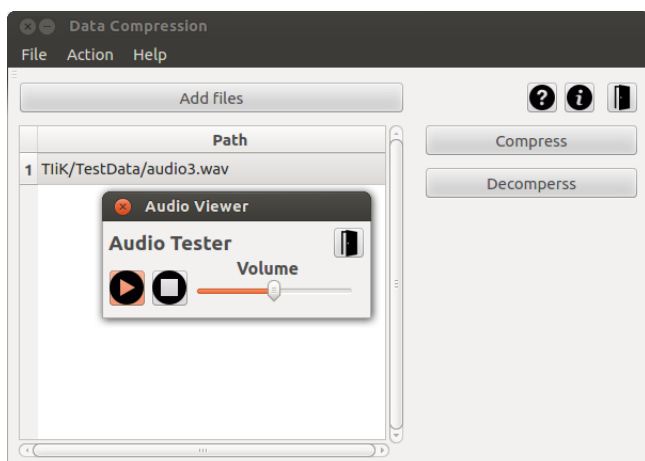 Data Compression
File Action Help
Add files
Path
1 TIiK/TestData/audio3.wav
Compress
Decomperss
Audio Viewer
Audio Tester
Volume